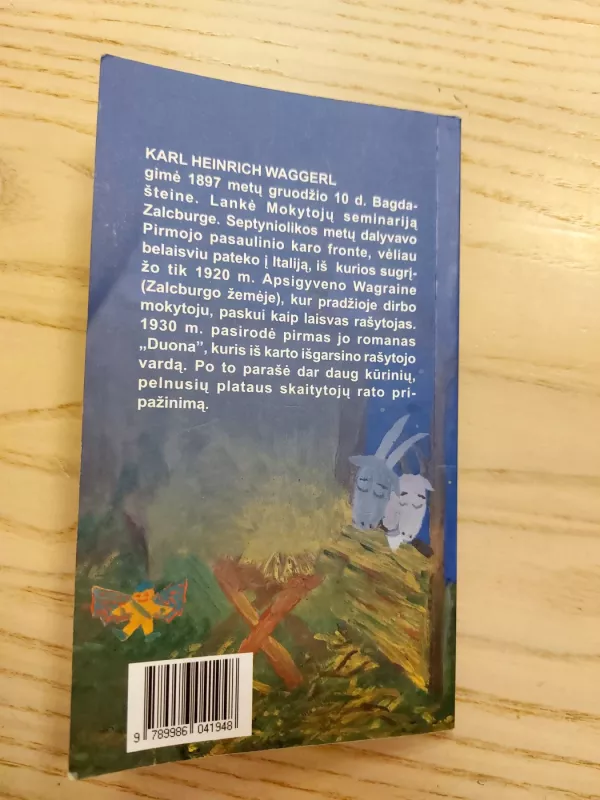 KARL HEINRICH WAGGERL
gimė 1897 metų gruodžio 10 d. Bagda-
šteine. Lankė Mokytojų seminariją
Zalcburge. Septyniolikos metų dalyvavo
Pirmojo pasaulinio karo fronte, vėliau
belaisviu pateko į Italiją, iš kurios sugrį-
žo tik 1920 m. Apsigyveno Wagraine
(Zalcburgo žemėje), kur pradžioje dirbo
mokytoju, paskui kaip laisvas rašytojas.
1930 m. pasirodė pirmas jo romanas
„Duona”, kuris iš karto išgarsino rašytojo
vardą. Po to parašė dar daug kūrinių,
pelnusių plataus skaitytojų rato pri-
pažinimą.
9 789986 041948